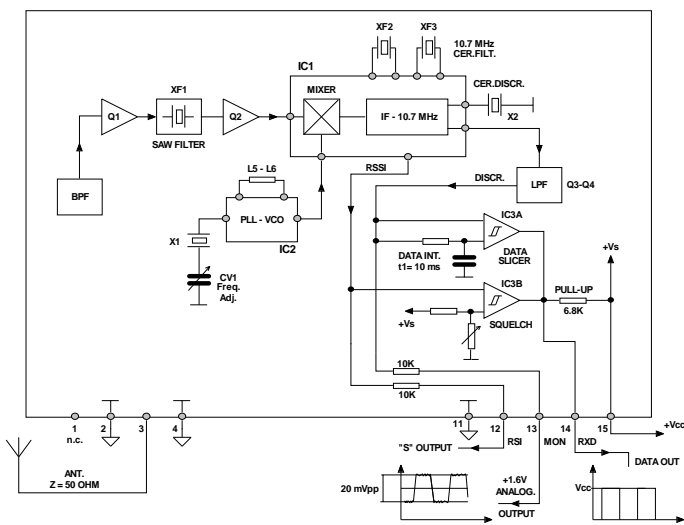 XF2
XF3
10.7 MHz
CER.FILT.
IC1
XF1
MIXER
CER.DISCR.
Q1
Q2
IF - 10.7 MHz
X2
SAW FILTER
RSSI
L5 - L6
DISCR.
LPF
Q3-Q4
BPF
PLL - VCO
IC3A
+Vs
X1
IC2
DATA INT.
t1= 10 ms
DATA
SLICER
CV1
Freq.
Adj.
IC3B
PULL-UP
+Vs
SQUELCH
6.8K
10K
10K
1
2
3
4
11
12
13
14
15
n.c.
+Vcc
"S" OUTPUT
RSI
MON
RXD
DATA OUT
ANT.
Z = 50 OHM
20 mVpp
+1.6V
ANALOG.
OUTPUT
Vcc